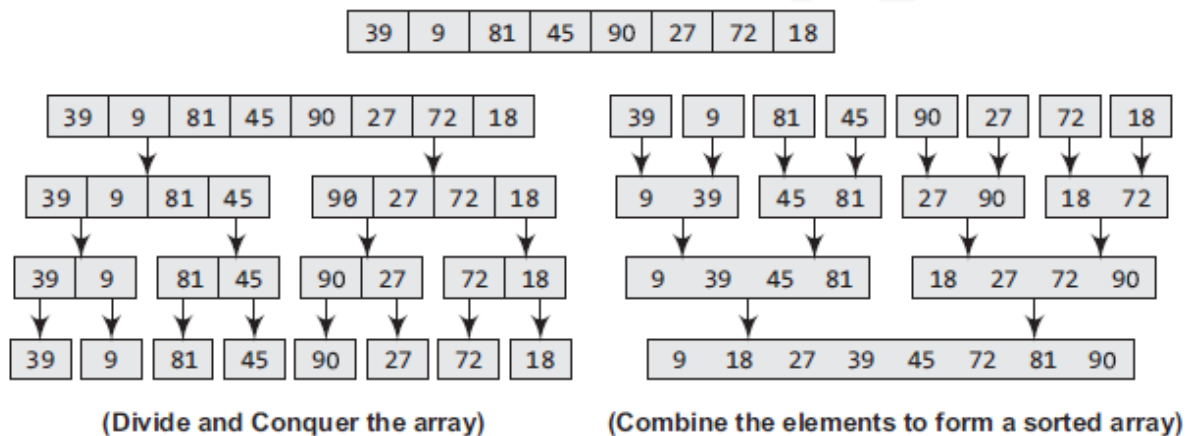 39 9 81 45 90 27 72 18
39 9 81 45 90 27 72 18
39 9 81 45 90 27 72 18
39 9 81 45 90 27 72 18
39 9 81 45 90 27 72 18
(Divide and Conquer the array)
39 9 81 45 90 27 72 18
9 39 45 81 27 90 18 72
9 39 45 81 18 27 72 90
9 18 27 39 45 72 81 90
(Combine the elements to form a sorted array)